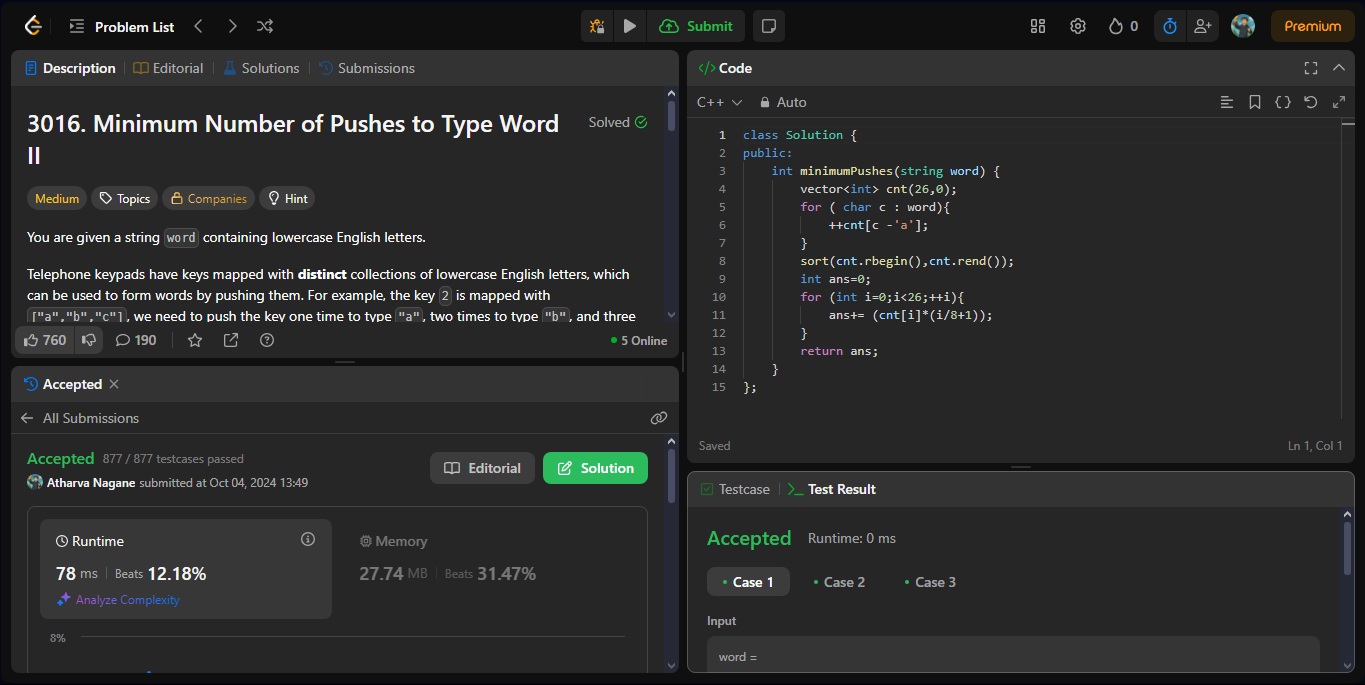 Problem List
Submit
0
Premium
Description
Editorial
Solutions
Submissions
3016. Minimum Number of Pushes to Type Word
II
Solved
Medium
Topics
Companies
Hint
You are given a string word containing lowercase English letters.
Telephone keypads have keys mapped with distinct collections of lowercase English letters, which
can be used to form words by pushing them. For example, the key 2 is mapped with
["a","b","c"], we need to push the key one time to type "a", two times to type "b", and three
760
190
5 Online
Accepted
All Submissions
Accepted 877 / 877 testcases passed
Atharva Nagane submitted at Oct 04, 2024 13:49
Editorial
Solution
Runtime
78 ms Beats 12.18%
Analyze Complexity
Memory
27.74 MB Beats 31.47%
8%
</> Code
C++
Auto
1 class Solution {
2 public:
3 int minimumPushes(string word) {
4 vector<int> cnt(26,0);
5 for ( char c : word){
6 ++cnt[c -'a'];
7 }
8 sort(cnt.rbegin(),cnt.rend());
9 int ans=0;
10 for (int i=0;i<26;++i){
11 ans+= (cnt[i]*(i/8+1));
12 }
13 return ans;
14 }
15 };
Saved
Ln 1, Col 1
Testcase
Test Result
Accepted Runtime: 0 ms
Case 1
Case 2
Case 3
Input
word =